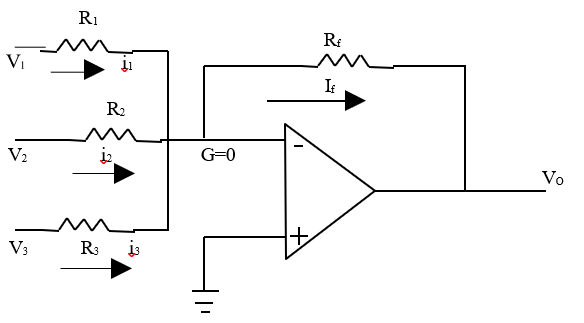 R1
V1
i1
Rf
If
R2
V2
i2
G=0
-
VO
V3
R3
i3
+